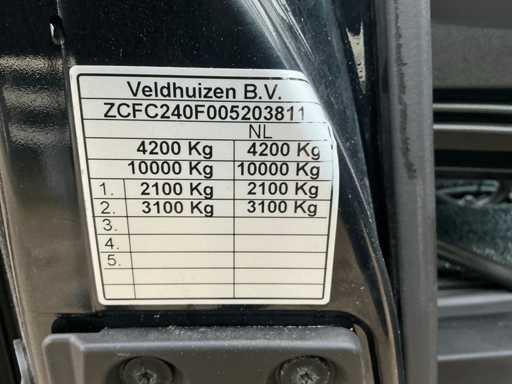 Veldhuizen B.V.
ZCFC240F005203811
NL
4200 Kg 4200 Kg
10000 Kg 10000 Kg
1. 2100 Kg 2100 Kg
2. 3100 Kg 3100 Kg
3.
4.
5.